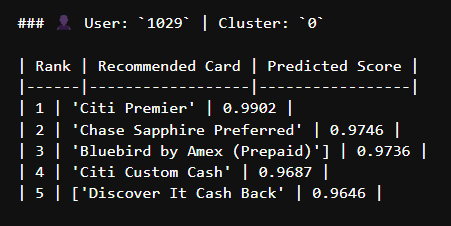 ### 👤 User: `1029` | Cluster: `0`
| Rank | Recommended Card | Predicted Score |
|------|------------------|-----------------|
| 1 | 'Citi Premier' | 0.9902 |
| 2 | 'Chase Sapphire Preferred' | 0.9746 |
| 3 | 'Bluebird by Amex (Prepaid)'] | 0.9736 |
| 4 | 'Citi Custom Cash' | 0.9687 |
| 5 | ['Discover It Cash Back' | 0.9646 |